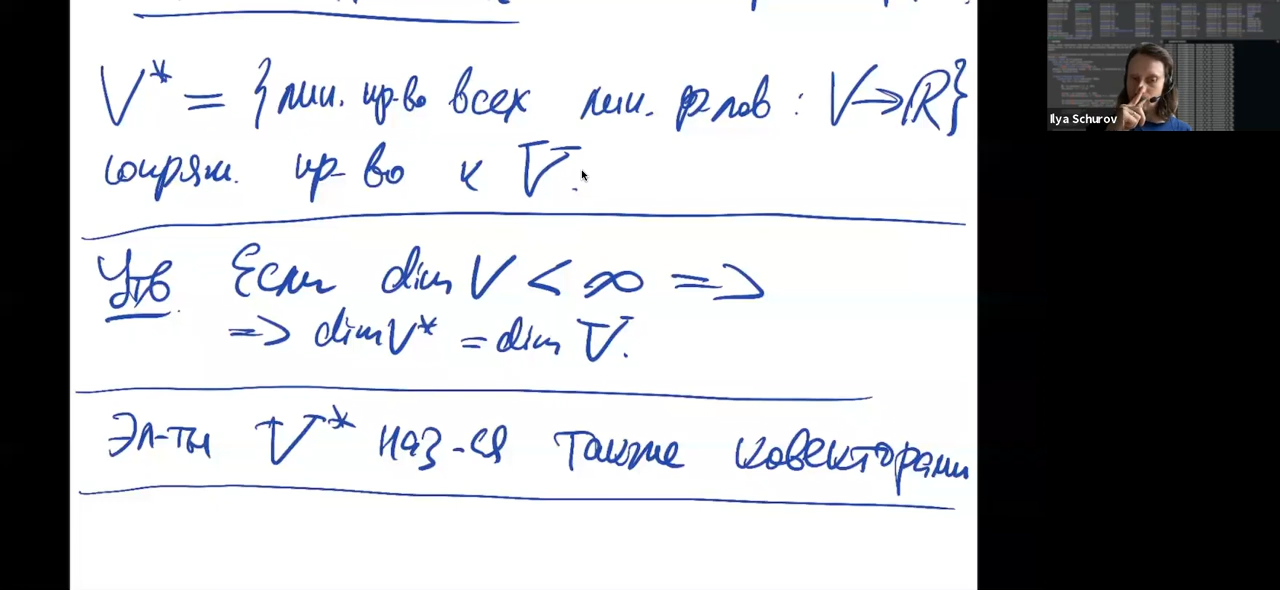 V* = {лин. пр-во всех лин. ф-лов : V→ℝ}
сопряж. пр-во к V.
Утв. Если dim V < ∞ =>
=> dim V* = dim V.
Эл-ты V* наз-ся также ковекторами
Ilya Schurov